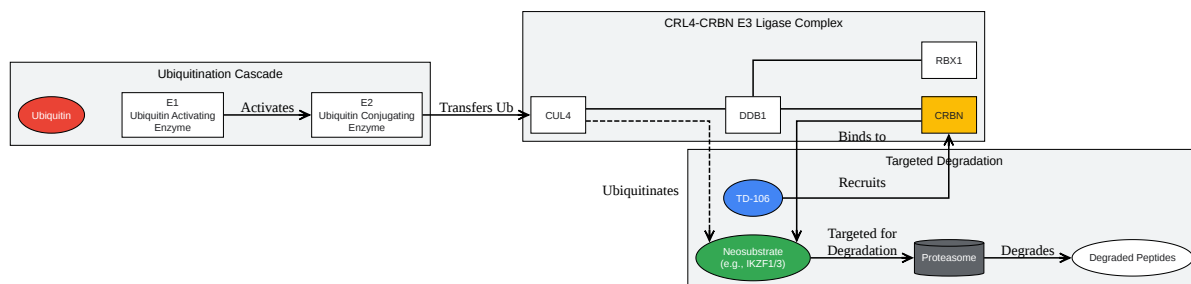 CRL4-CRBN E3 Ligase Complex
RBX1
Ubiquitination Cascade
Ubiquitin
E1
Ubiquitin Activating
Enzyme
Activates
E2
Ubiquitin Conjugating
Enzyme
Transfers Ub
CUL4
DDB1
CRBN
Binds to
Targeted Degradation
Ubiquitinates
TD-106
Recruits
Neosubstrate
(e.g., IKZF1/3)
Targeted for
Degradation
Proteasome
Degrades
Degraded Peptides